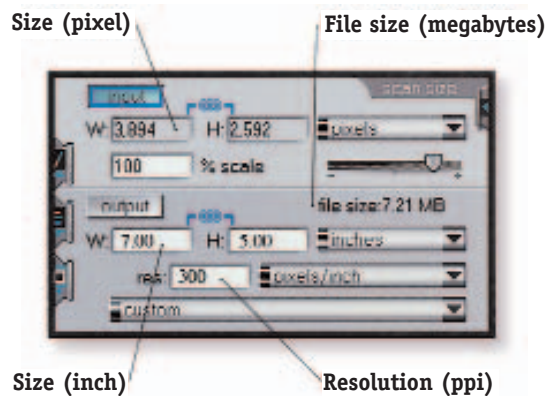 Size (pixel) File size (megabytes)
input scan size
W: 3,894 H: 2,592 pixels
100 % scale
- +
output file size:7.21 MB
W: 7.00 H: 5.00 inches
res: 300 pixels/inch
custom
Size (inch) Resolution (ppi)